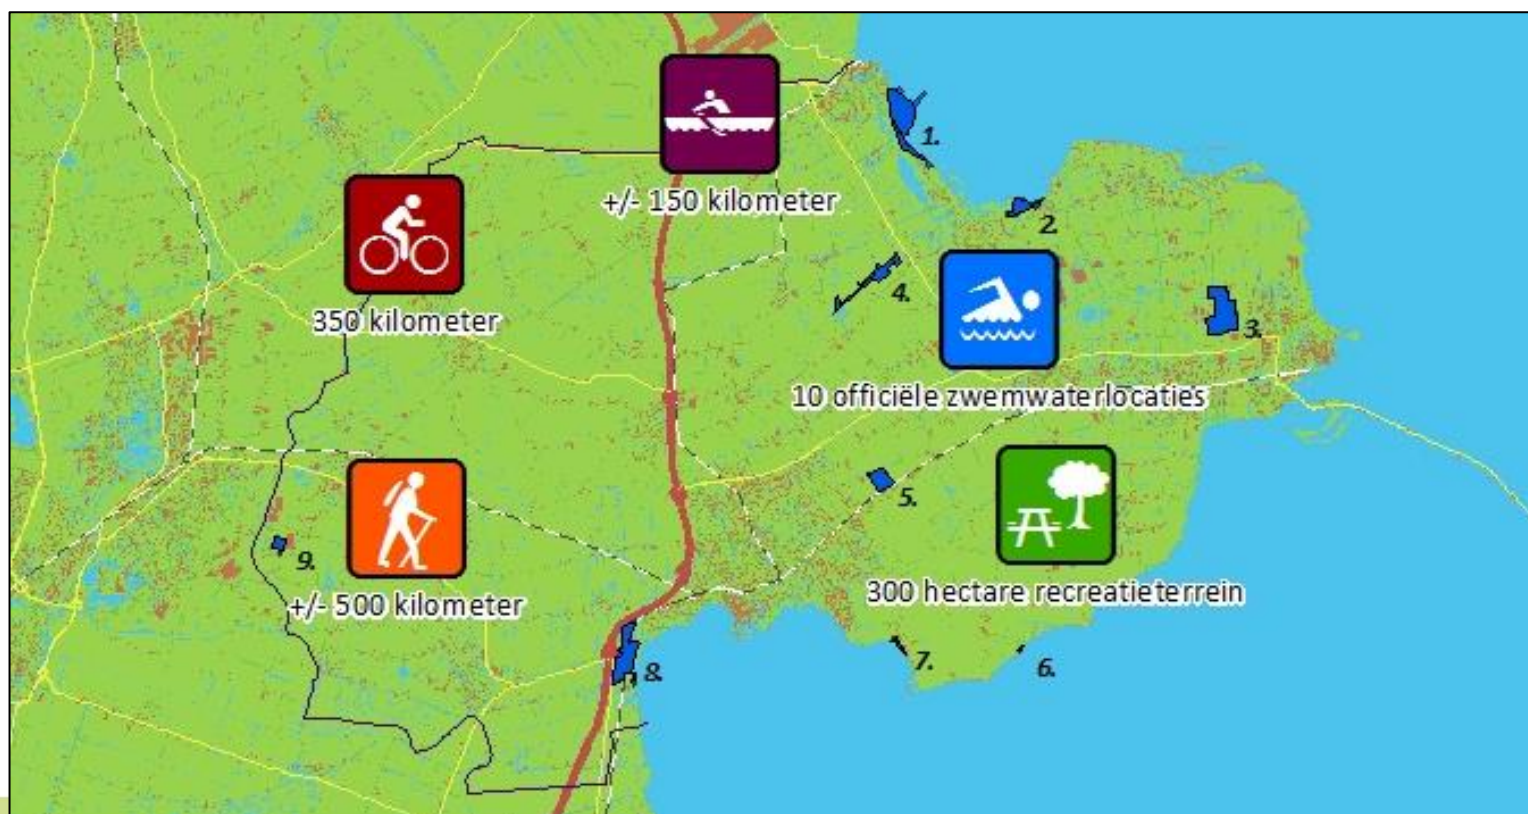 1.
+/- 150 kilometer
2.
4.
350 kilometer
3.
10 officiële zwemwaterlocaties
5.
9.
+/- 500 kilometer
300 hectare recreatieterrein
7.
6.
8.